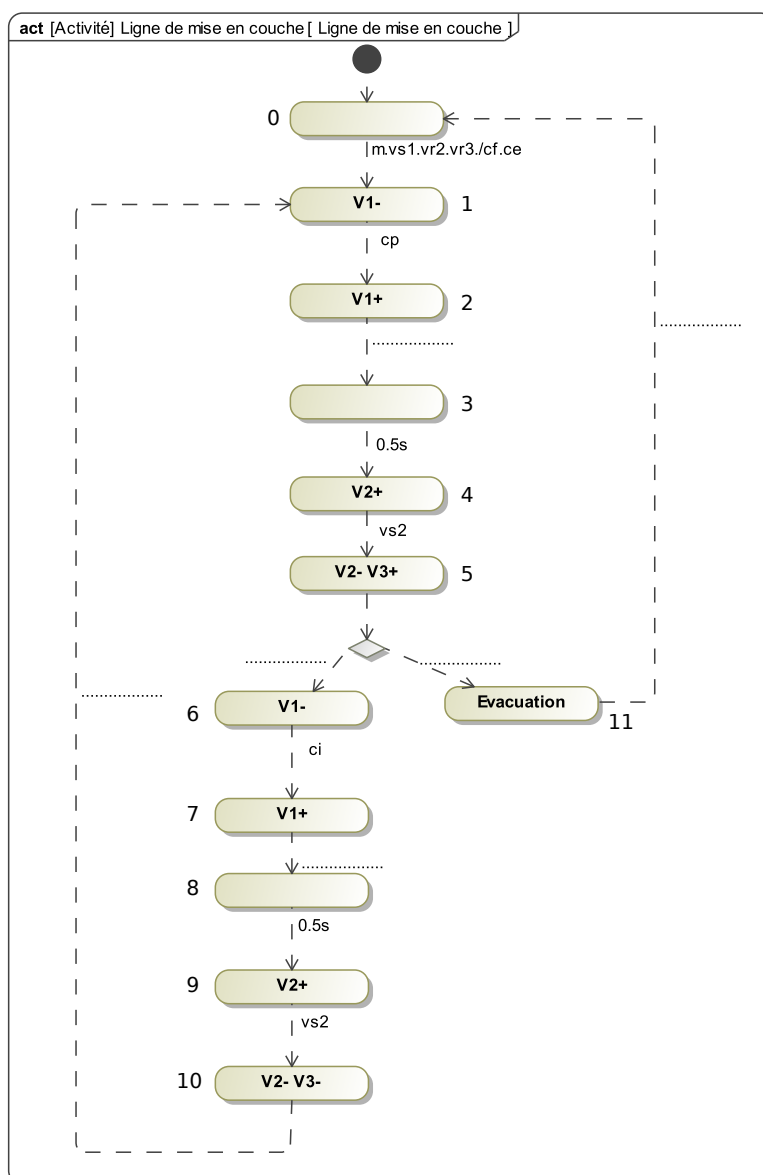 act [Activité] Ligne de mise en couche [ Ligne de mise en couche ]
0
m.vs1.vr2.vr3./cf.ce
V1-
1
cp
V1+
2
....................
3
0.5s
V2+
4
vs2
V2- V3+
5
....................
....................
....................
....................
V1-
6
Evacuation
11
ci
V1+
7
....................
8
0.5s
V2+
9
vs2
V2- V3-
10